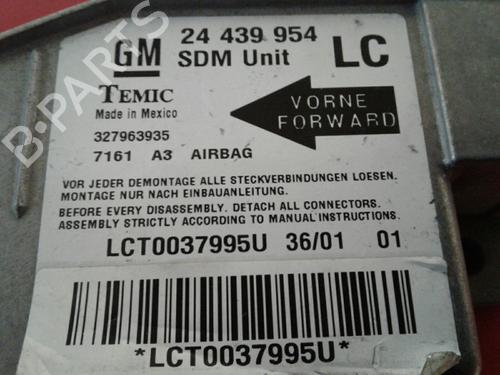 GM 24 439 954 LC
SDM Unit
TEMIC
Made in Mexico
VORNE
FORWARD
327963935
7161 A3 AIRBAG
VOR JEDER DEMONTAGE ALLE STECKVERBINDUNGEN LOESEN.
MONTAGE NUR NACH EINBAUANLEITUNG.
BEFORE EVERY DISASSEMBLY, DETACH ALL CONNECTORS.
ASSEMBLY STRICTLY ACCORDING TO MANUAL INSTRUCTIONS.
LCT0037995U 36/01 01
*LCT0037995U*
B-PARTS